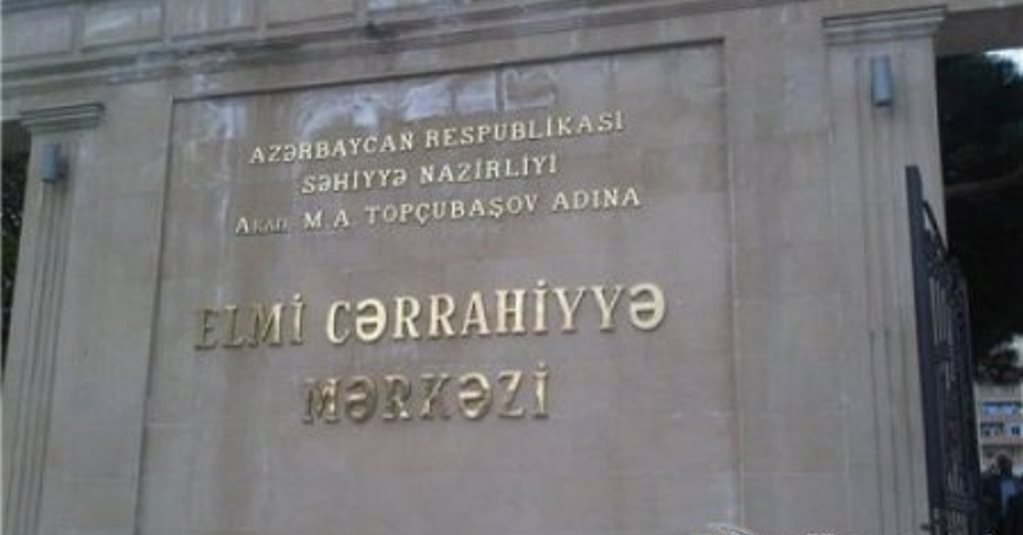 AZƏRBAYCAN RESPUBLİKASİ
SƏHİYYƏ NAZİRLİYİ
AKAD. M.A. TOPÇUBAŞOV ADINA
ELMİ CƏRRAHİYYƏ
MƏRKƏZİ